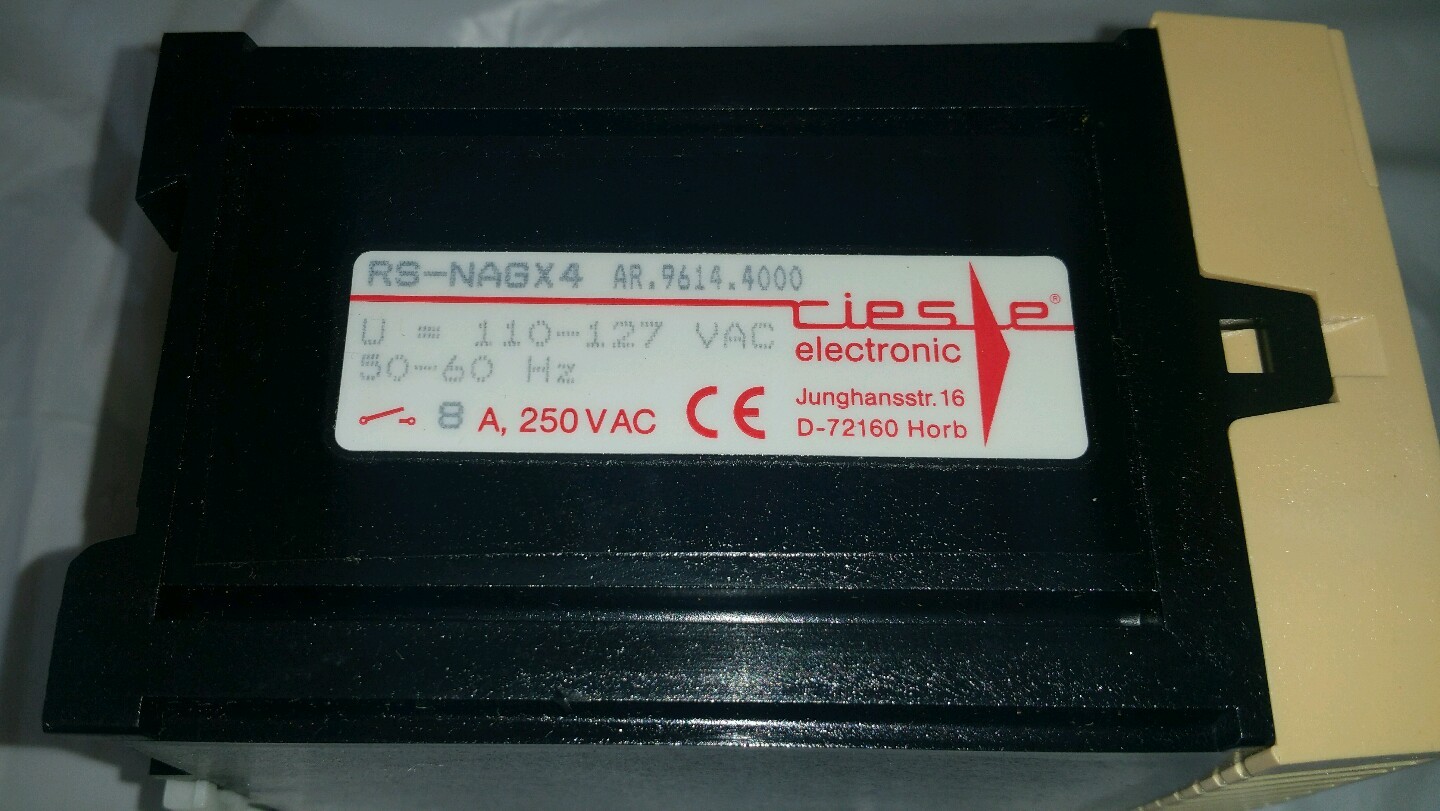 RS-NAGX4 AR.9614.4000
riese®
electronic
U = 110-127 VAC
50-60 Hz
8 A, 250 VAC CE
Junghansstr. 16
D-72160 Horb